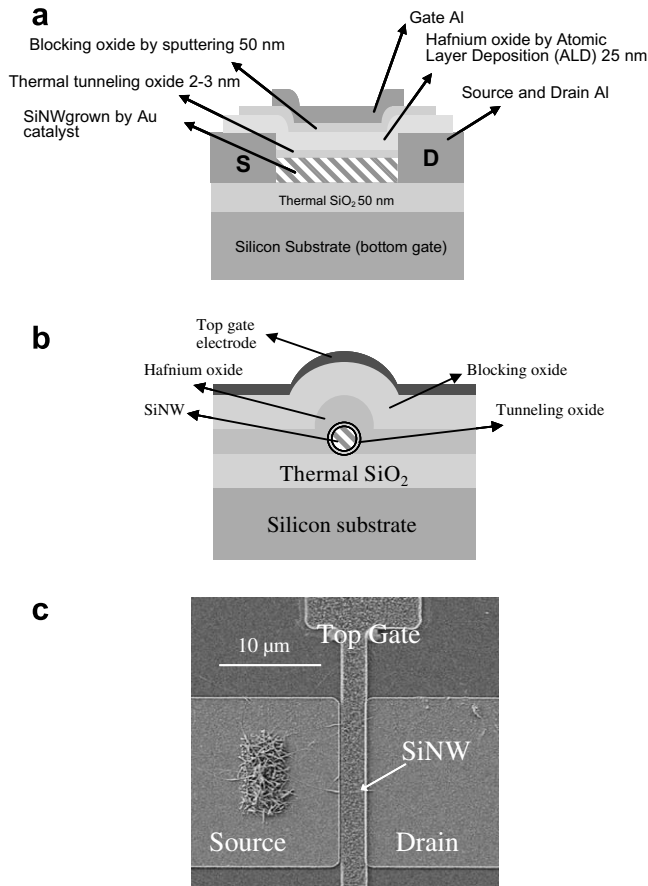 a
Gate Al
Blocking oxide by sputtering 50 nm
Hafnium oxide by Atomic
Layer Deposition (ALD) 25 nm
Thermal tunneling oxide 2-3 nm
Source and Drain Al
SiNWgrown by Au
catalyst
S
D
Thermal SiO₂ 50 nm
Silicon Substrate (bottom gate)
b
Top gate
electrode
Hafnium oxide
Blocking oxide
SiNW
Tunneling oxide
Thermal SiO₂
Silicon substrate
c
Top Gate
10 μm
SiNW
Source
Drain